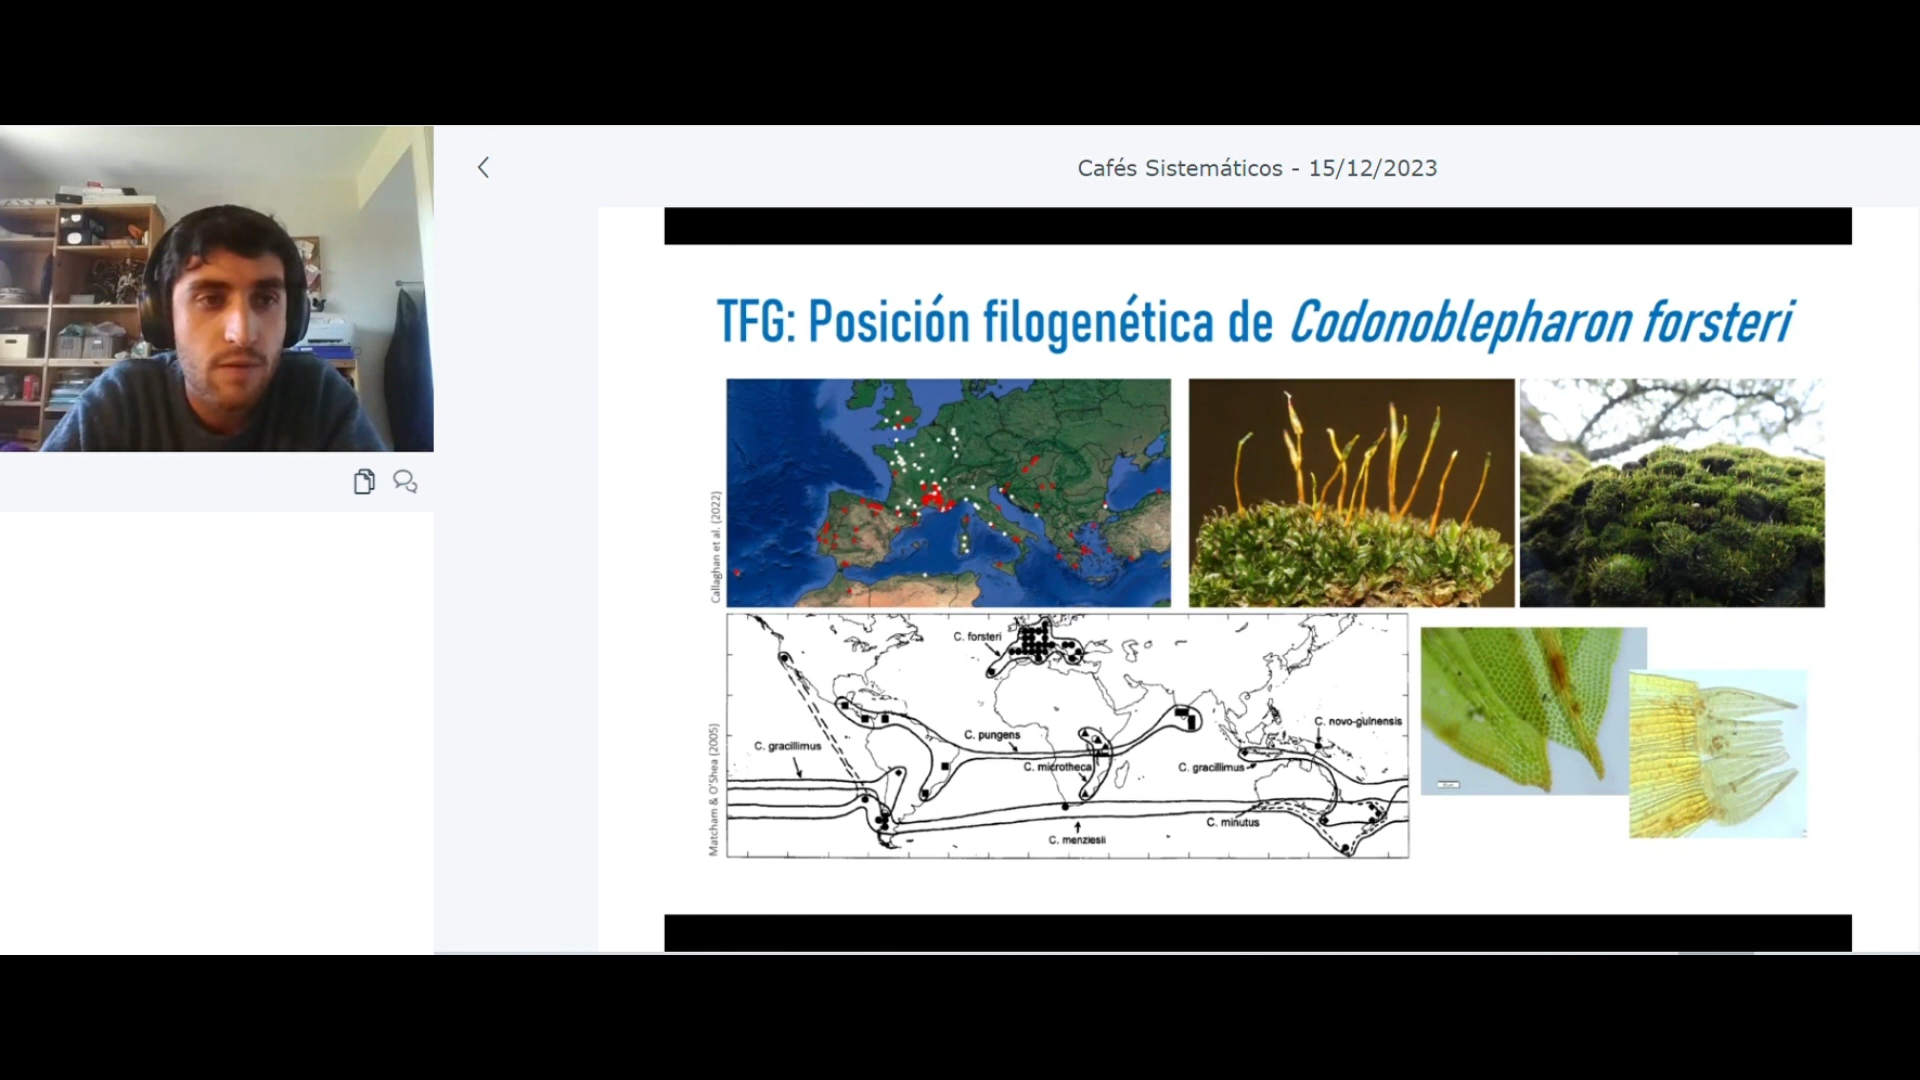 Cafés Sistemáticos - 15/12/2023
TFG: Posición filogenética de Codonoblepharon forsteri
Callaghan et al. (2022)
Matcham & O'Shea (2005)
C. forsteri
C. pungens
C. novo-guinensis
C. gracillimus
C. microtheca
C. gracillimus
C. minutus
C. menziesii